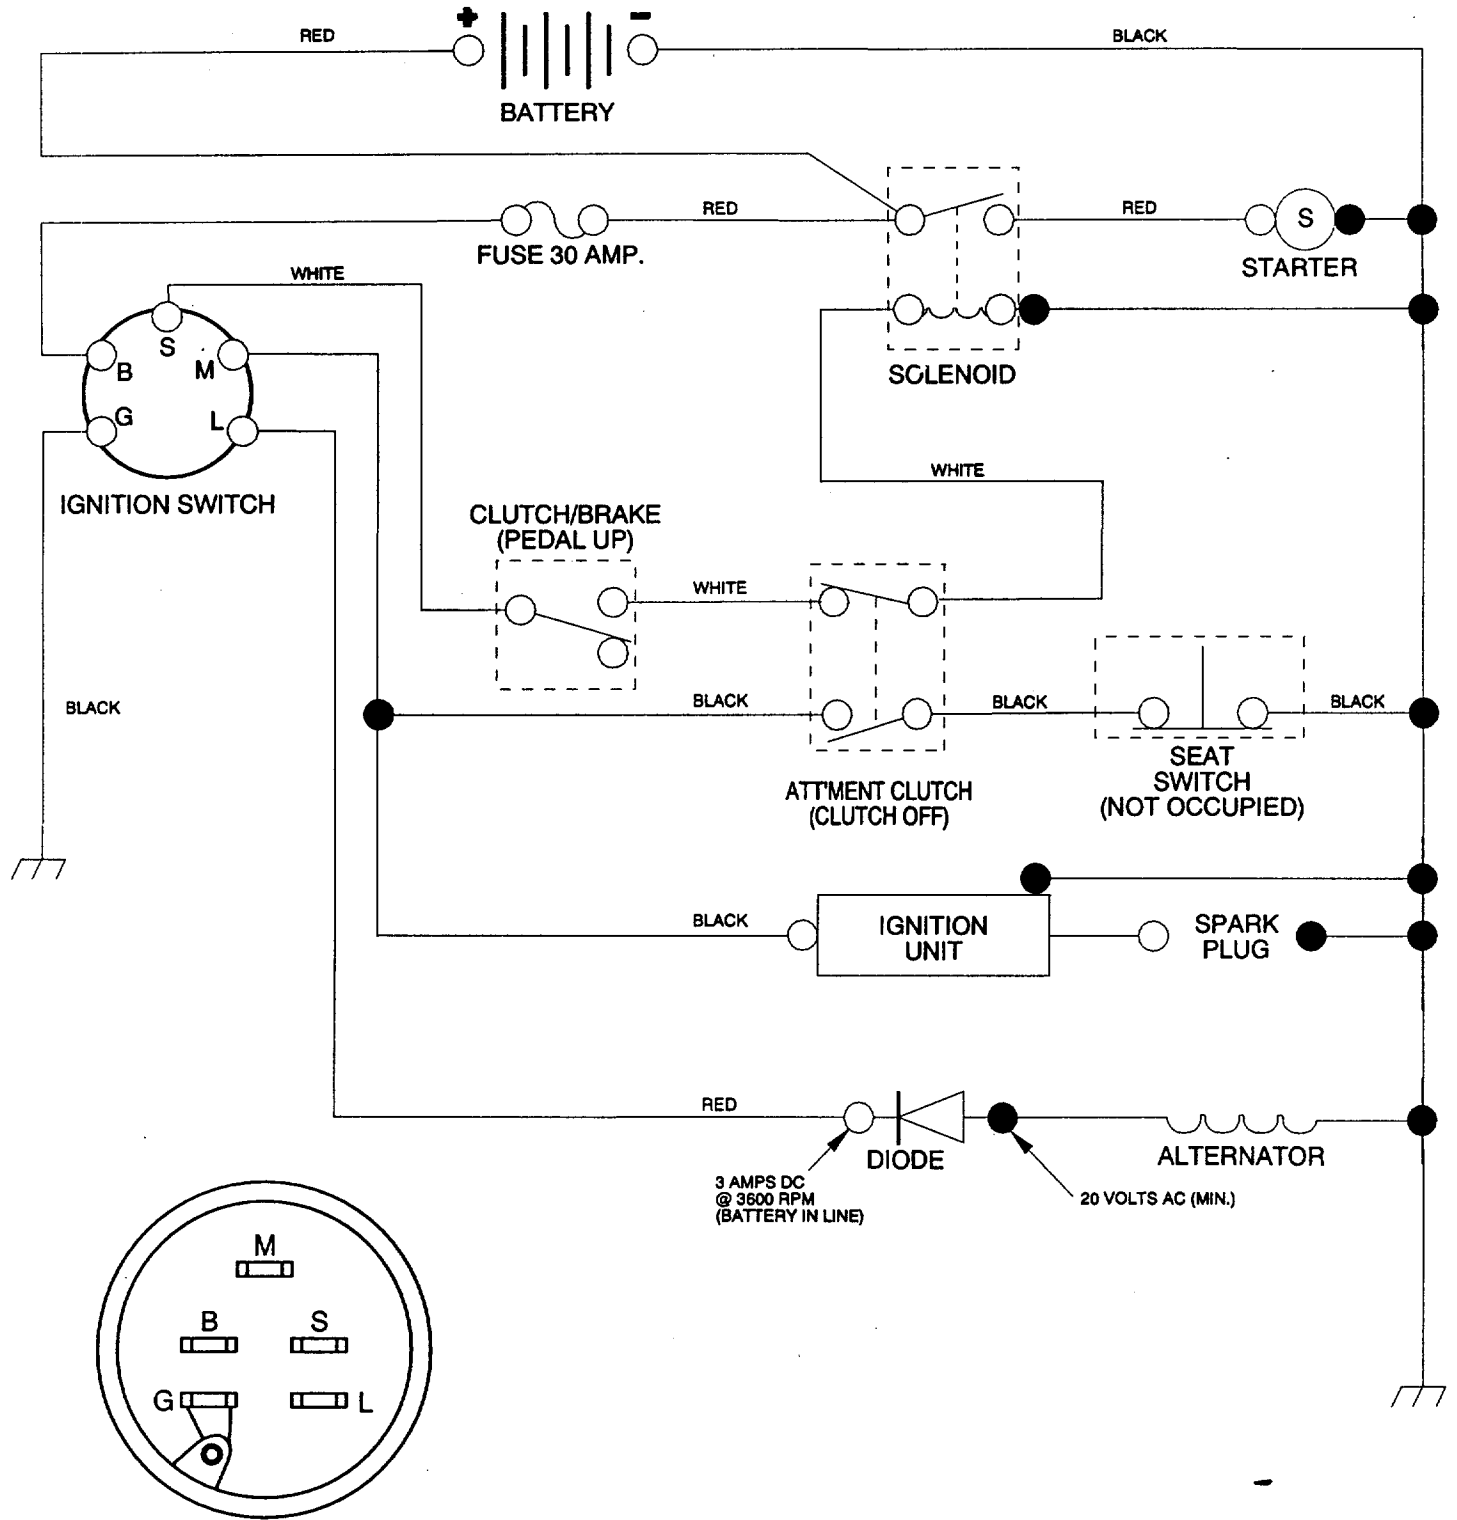 + -
RED
BLACK
BATTERY
RED
RED
S
FUSE 30 AMP.
STARTER
WHITE
S
B
M
SOLENOID
G
L
WHITE
IGNITION SWITCH
CLUTCH/BRAKE
(PEDAL UP)
WHITE
BLACK
BLACK
BLACK
BLACK
SEAT
SWITCH
(NOT OCCUPIED)
ATT'MENT CLUTCH
(CLUTCH OFF)
BLACK
IGNITION
UNIT
SPARK
PLUG
RED
DIODE
ALTERNATOR
3 AMPS DC
@ 3600 RPM
(BATTERY IN LINE)
20 VOLTS AC (MIN.)
M
B
S
G
L